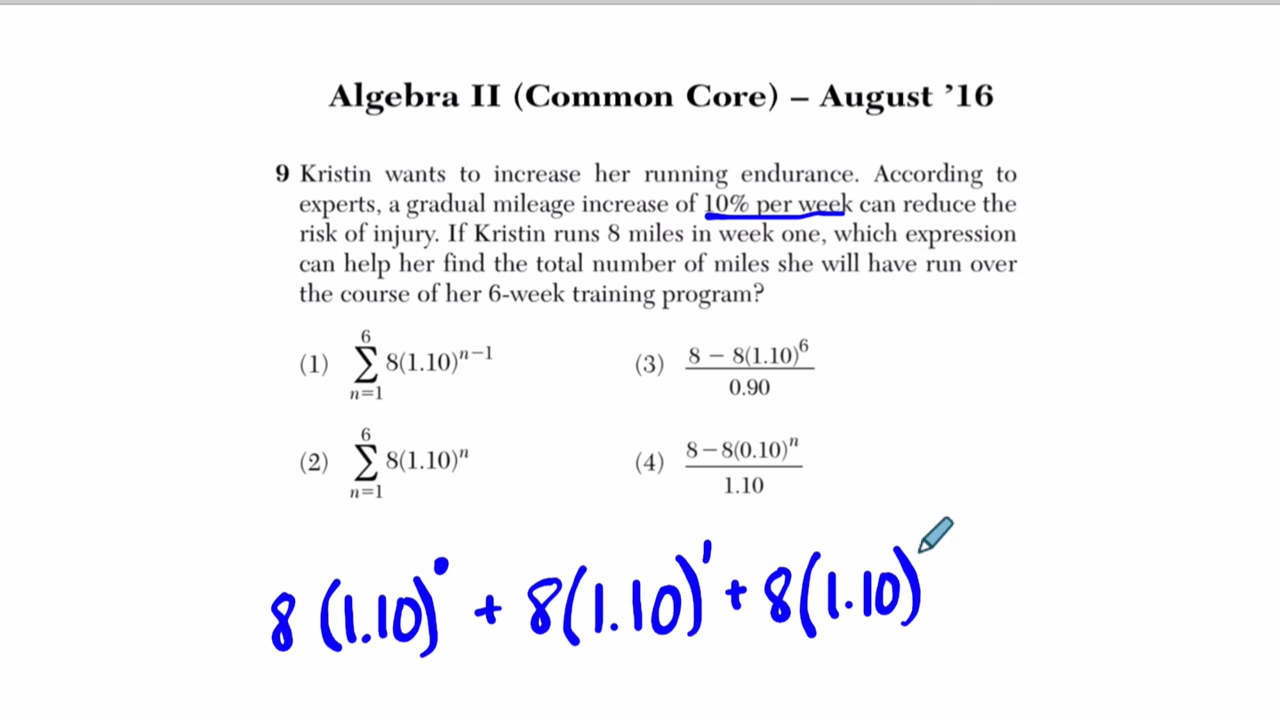 Algebra II (Common Core) – August ’16
9 Kristin wants to increase her running endurance. According to
experts, a gradual mileage increase of 10% per week can reduce the
risk of injury. If Kristin runs 8 miles in week one, which expression
can help her find the total number of miles she will have run over
the course of her 6-week training program?
(1) ∑_{n=1}^{6} 8(1.10)^{n−1}
(2) ∑_{n=1}^{6} 8(1.10)^{n}
(3) \frac{8 − 8(1.10)^{6}}{0.90}
(4) \frac{8 − 8(0.10)^{n}}{1.10}
8(1.10)^{0} + 8(1.10)^{1} + 8(1.10)